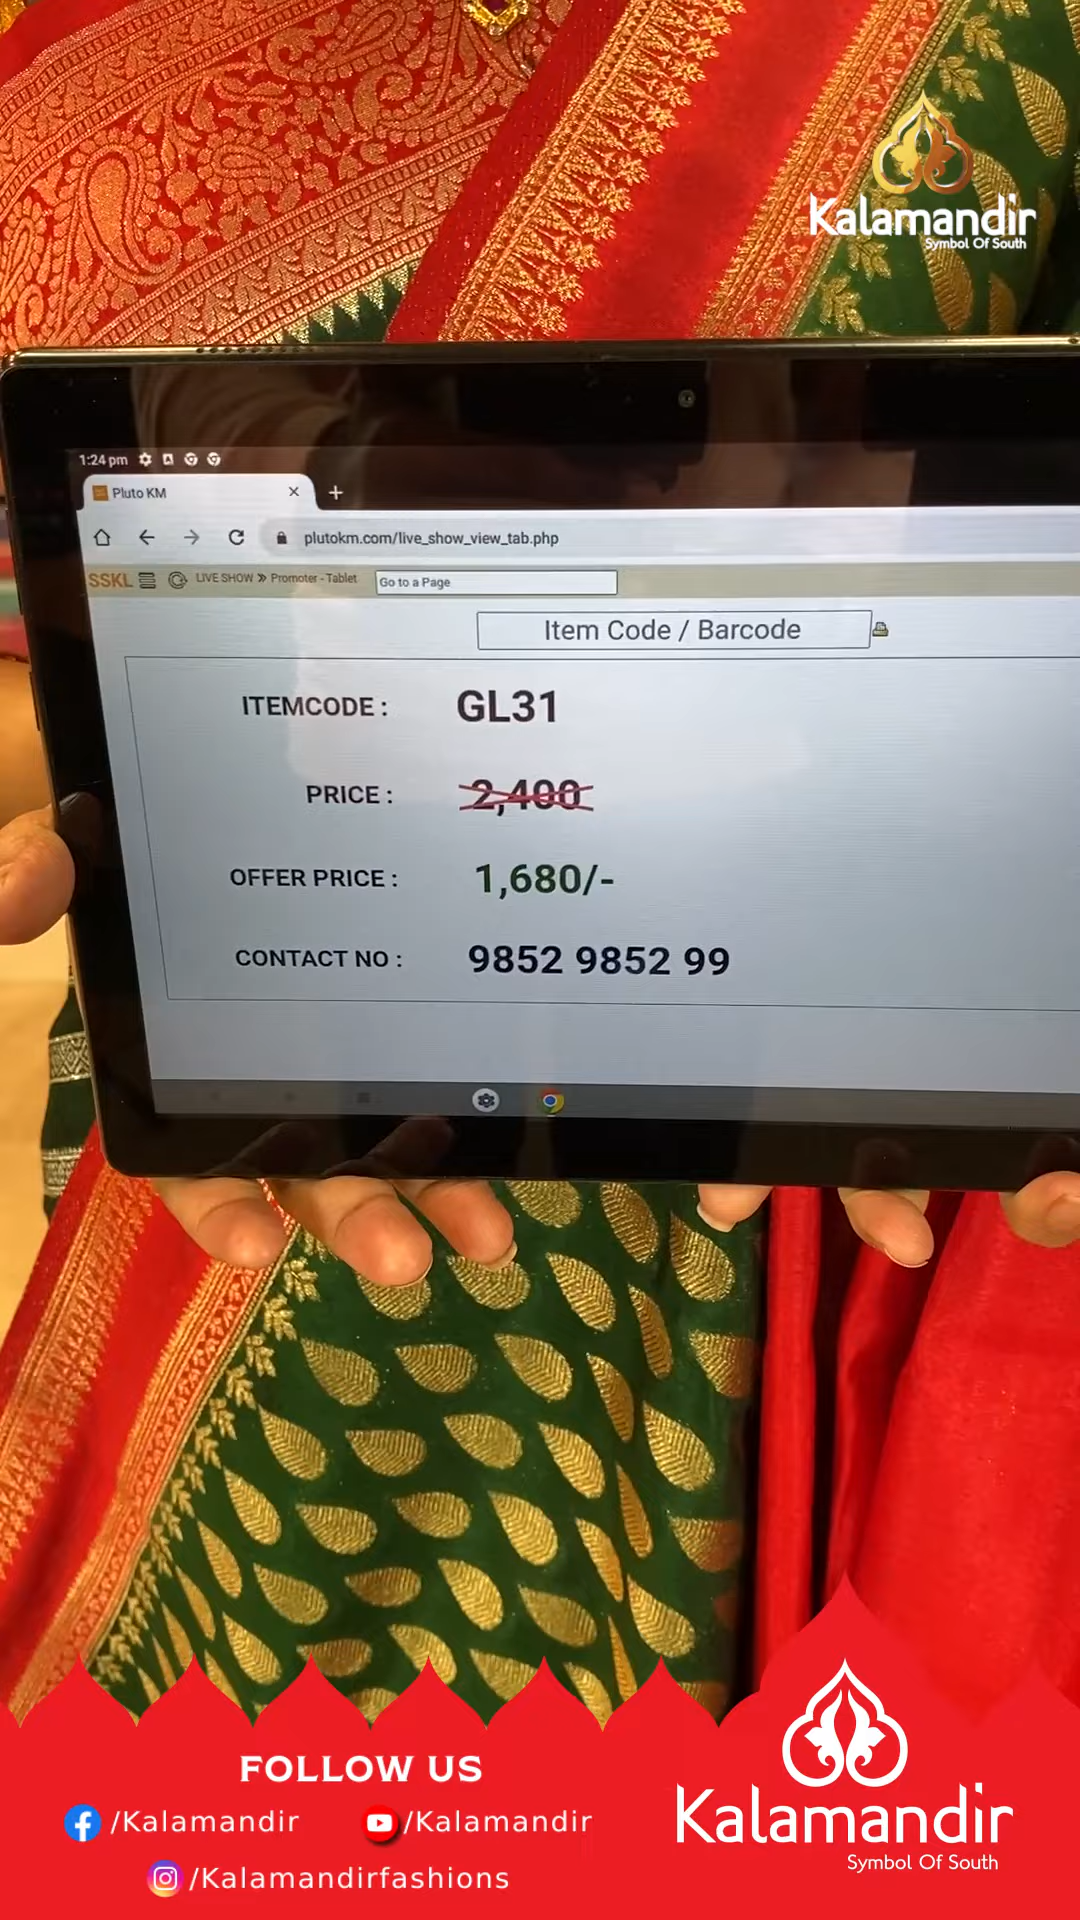 Kalamandir
Symbol Of South
1:24 pm
Pluto KM
plutokm.com/live_show_view_tab.php
SSKL LIVE SHOW » Promoter - Tablet Go to a Page
Item Code / Barcode
ITEMCODE : GL31
PRICE : 2,400
OFFER PRICE : 1,680/-
CONTACT NO : 9852 9852 99
FOLLOW US
/Kalamandir /Kalamandir
/Kalamandirfashions
Kalamandir
Symbol Of South